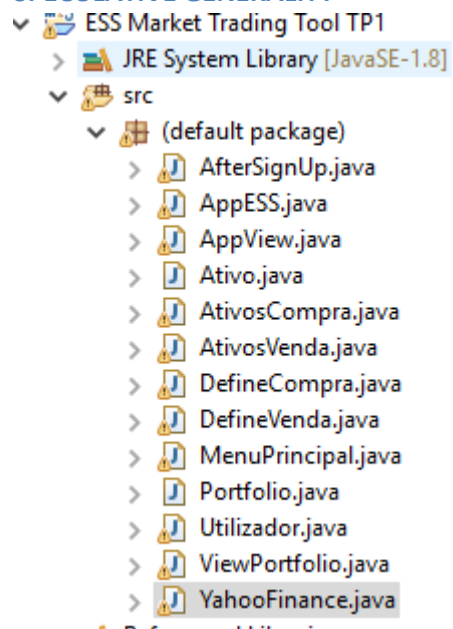 SPECULATIVE GENERALITY
ESS Market Trading Tool TP1
JRE System Library [JavaSE-1.8]
src
(default package)
AfterSignUp.java
AppESS.java
AppView.java
Ativo.java
AtivosCompra.java
AtivosVenda.java
DefineCompra.java
DefineVenda.java
MenuPrincipal.java
Portfolio.java
Utilizador.java
ViewPortfolio.java
YahooFinance.java